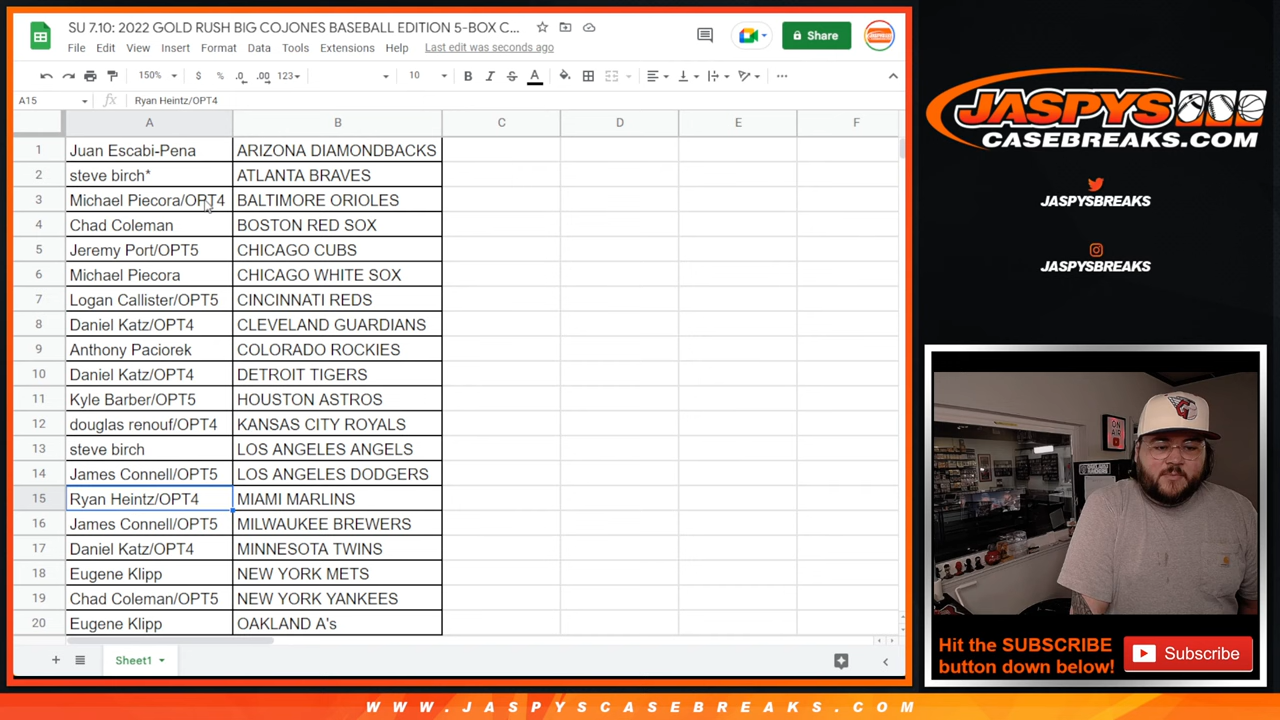 SU 7.10: 2022 GOLD RUSH BIG COJONES BASEBALL EDITION 5-BOX C...
File Edit View Insert Format Data Tools Extensions Help Last edit was seconds ago
Share
150% $ % .0 .00 123 10 B I S A
A15 fx Ryan Heintz/OPT4
A B C D E F
1 Juan Escabi-Pena ARIZONA DIAMONDBACKS
2 steve birch* ATLANTA BRAVES
3 Michael Piecora/OPT4 BALTIMORE ORIOLES
4 Chad Coleman BOSTON RED SOX
5 Jeremy Port/OPT5 CHICAGO CUBS
6 Michael Piecora CHICAGO WHITE SOX
7 Logan Callister/OPT5 CINCINNATI REDS
8 Daniel Katz/OPT4 CLEVELAND GUARDIANS
9 Anthony Paciorek COLORADO ROCKIES
10 Daniel Katz/OPT4 DETROIT TIGERS
11 Kyle Barber/OPT5 HOUSTON ASTROS
12 douglas renouf/OPT4 KANSAS CITY ROYALS
13 steve birch LOS ANGELES ANGELS
14 James Connell/OPT5 LOS ANGELES DODGERS
15 Ryan Heintz/OPT4 MIAMI MARLINS
16 James Connell/OPT5 MILWAUKEE BREWERS
17 Daniel Katz/OPT4 MINNESOTA TWINS
18 Eugene Klipp NEW YORK METS
19 Chad Coleman/OPT5 NEW YORK YANKEES
20 Eugene Klipp OAKLAND A's
Sheet1
JASPYS
CASEBREAKS.COM
JASPYSBREAKS
JASPYSBREAKS
ON AIR
Hit the SUBSCRIBE
button down below!
Subscribe
WWW.JASPYSCASEBREAKS.COM